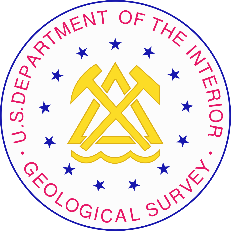 U.S. DEPARTMENT OF THE INTERIOR
· GEOLOGICAL SURVEY ·